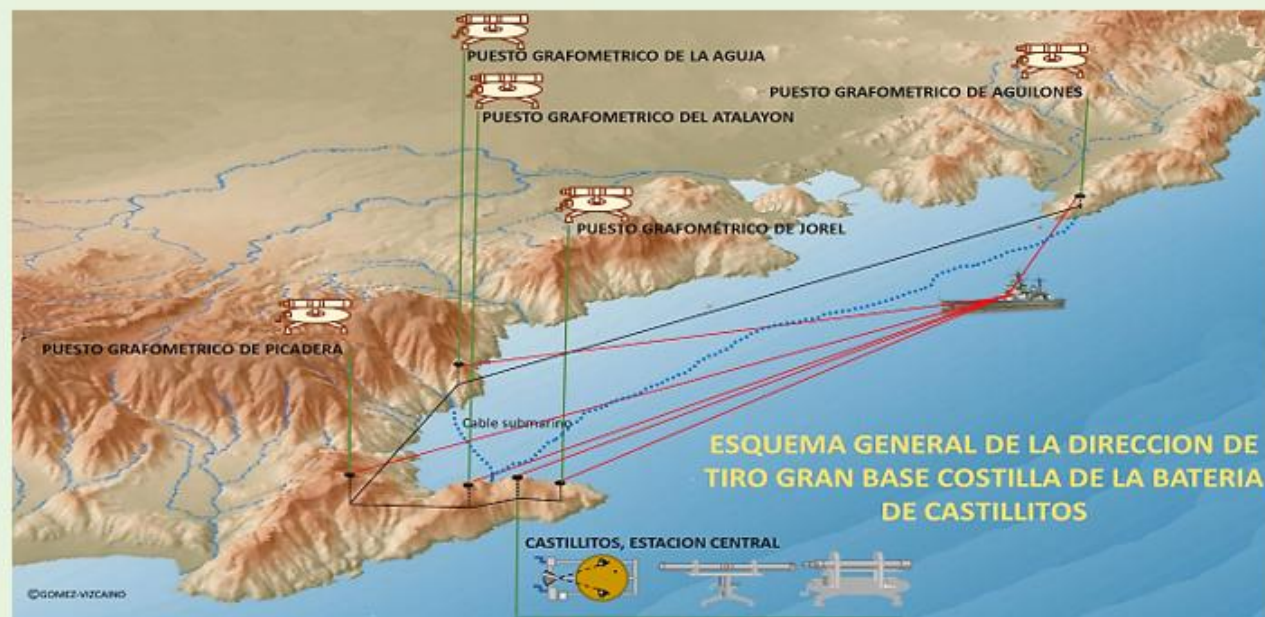 PUESTO GRAFOMETRICO DE LA AGUJA
PUESTO GRAFOMETRICO DE AGUILONES
PUESTO GRAFOMETRICO DEL ATALAYON
PUESTO GRAFOMÉTRICO DE JOREL
PUESTO GRAFOMETRICO DE PICADERA
Cable submarino
ESQUEMA GENERAL DE LA DIRECCION DE
TIRO GRAN BASE COSTILLA DE LA BATERIA
DE CASTILLITOS
CASTILLITOS, ESTACION CENTRAL
©GOMEZ-VIZCAINO